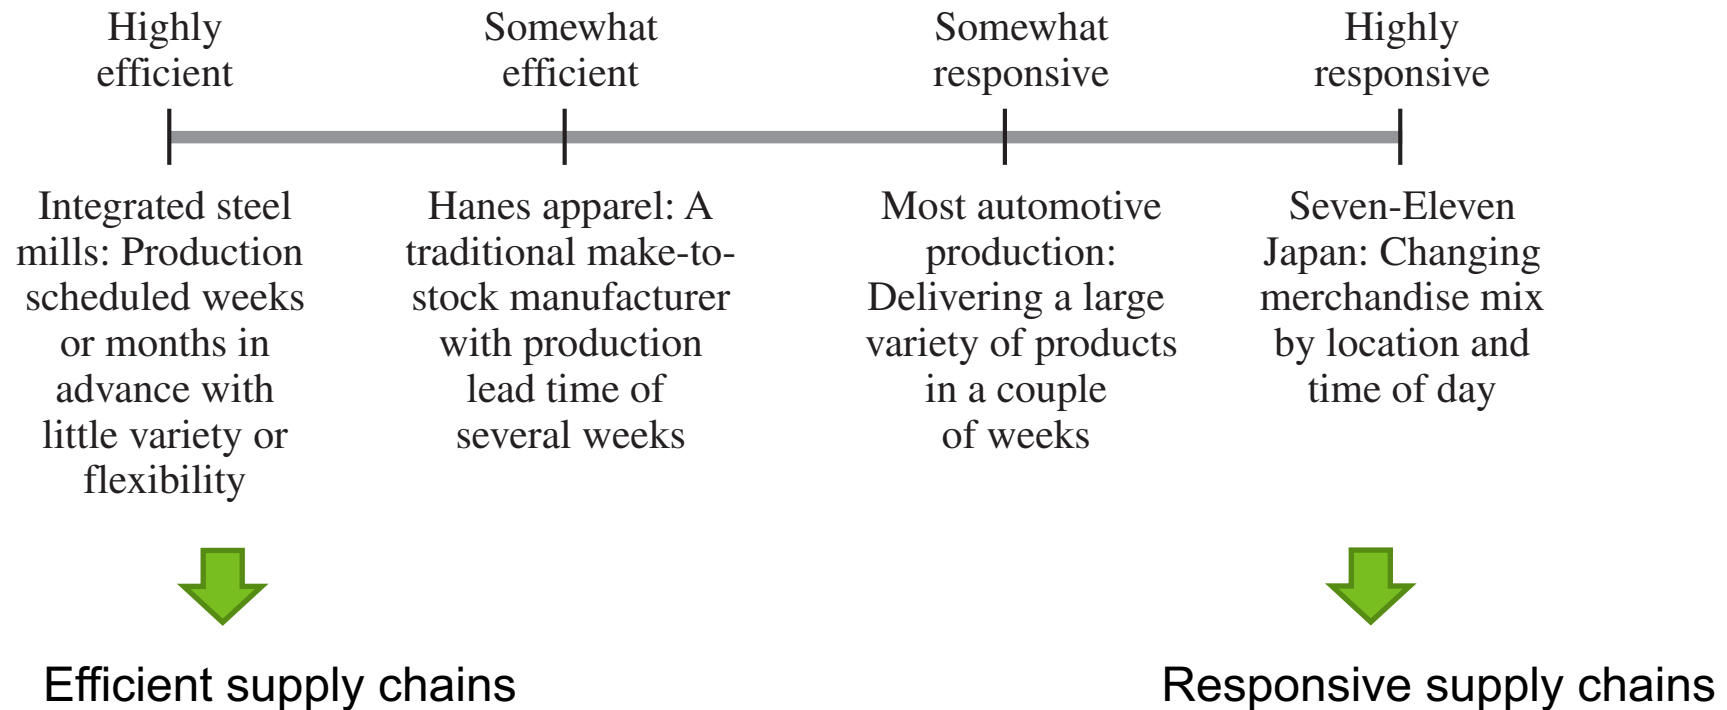 Highly
efficient
Somewhat
efficient
Somewhat
responsive
Highly
responsive
Integrated steel
mills: Production
scheduled weeks
or months in
advance with
little variety or
flexibility
Hanes apparel: A
traditional make-to-
stock manufacturer
with production
lead time of
several weeks
Most automotive
production:
Delivering a large
variety of products
in a couple
of weeks
Seven-Eleven
Japan: Changing
merchandise mix
by location and
time of day
Efficient supply chains
Responsive supply chains